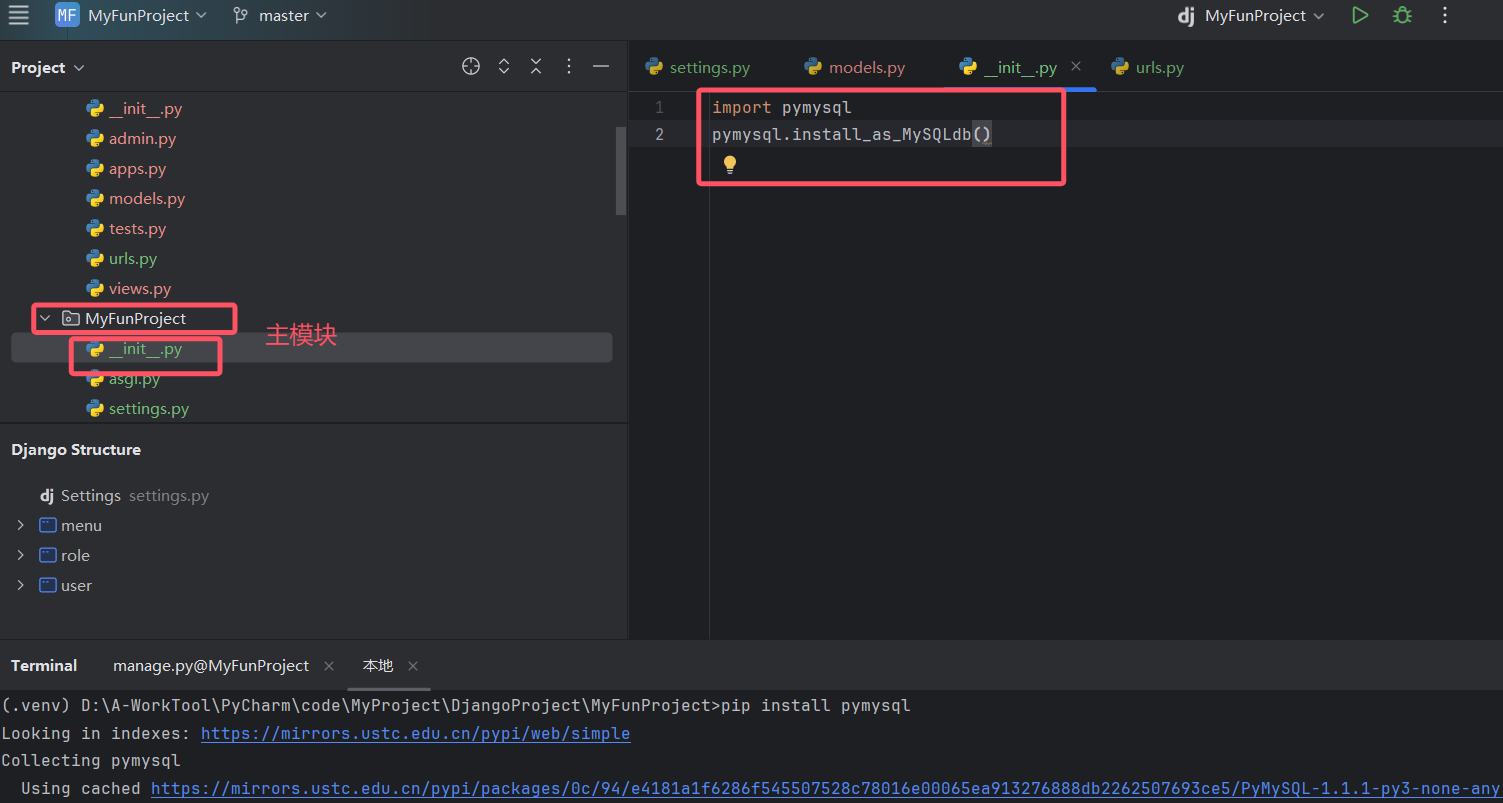 MF MyFunProject master MyFunProject
Project
settings.py models.py __init__.py urls.py
__init__.py
admin.py
apps.py
models.py
tests.py
urls.py
views.py
MyFunProject
主模块
__init__.py
asgi.py
settings.py
1 import pymysql
2 pymysql.install_as_MySQLdb()
Django Structure
dj Settings settings.py
menu
role
user
Terminal manage.py@MyFunProject 本地
(.venv) D:\A-WorkTool\PyCharm\code\MyProject\DjangoProject\MyFunProject>pip install pymysql
Looking in indexes: https://mirrors.ustc.edu.cn/pypi/web/simple
Collecting pymysql
Using cached https://mirrors.ustc.edu.cn/pypi/packages/0c/94/e4181a1f6286f545507528c78016e00065ea913276888db2262507693ce5/PyMySQL-1.1.1-py3-none-any